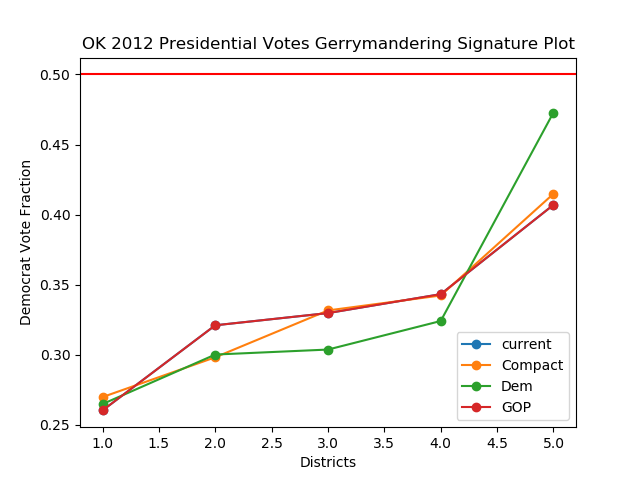 OK 2012 Presidential Votes Gerrymandering Signature Plot
0.50
0.45
0.40
0.35
0.30
0.25
Democrat Vote Fraction
1.0 1.5 2.0 2.5 3.0 3.5 4.0 4.5 5.0
Districts
current
Compact
Dem
GOP